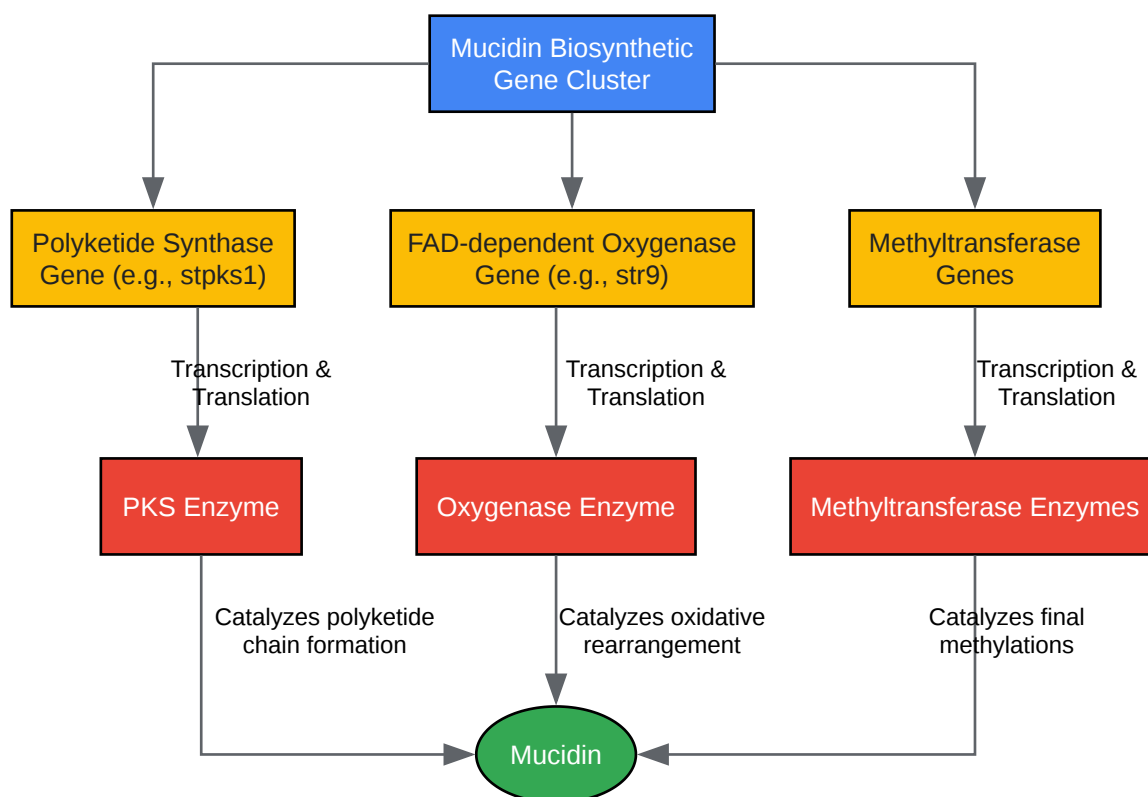 Mucidin Biosynthetic
Gene Cluster
Polyketide Synthase
Gene (e.g., stpks1)
FAD-dependent Oxygenase
Gene (e.g., str9)
Methyltransferase
Genes
Transcription &
Translation
Transcription &
Translation
Transcription &
Translation
PKS Enzyme
Oxygenase Enzyme
Methyltransferase Enzymes
Catalyzes polyketide
chain formation
Catalyzes oxidative
rearrangement
Catalyzes final
methylations
Mucidin